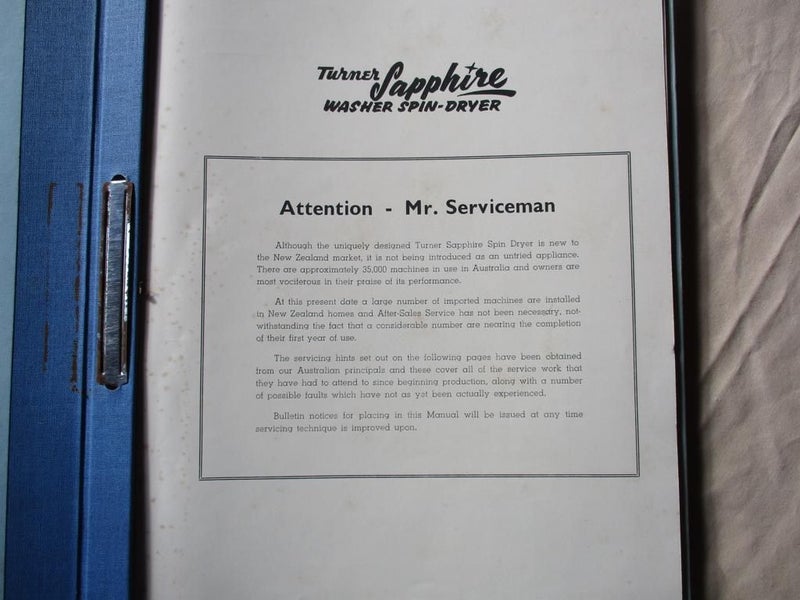 Turner Sapphire
WASHER SPIN-DRYER
Attention - Mr. Serviceman
Although the uniquely designed Turner Sapphire Spin Dryer is new to
the New Zealand market, it is not being introduced as an untried appliance.
There are approximately 35,000 machines in use in Australia and owners are
most vociferous in their praise of its performance.
At this present date a large number of imported machines are installed
in New Zealand homes and After-Sales Service has not been necessary, not-
withstanding the fact that a considerable number are nearing the completion
of their first year of use.
The servicing hints set out on the following pages have been obtained
from our Australian principals and these cover all of the service work that
they have had to attend to since beginning production, along with a number
of possible faults which have not as yet been actually experienced.
Bulletin notices for placing in this Manual will be issued at any time
servicing technique is improved upon.